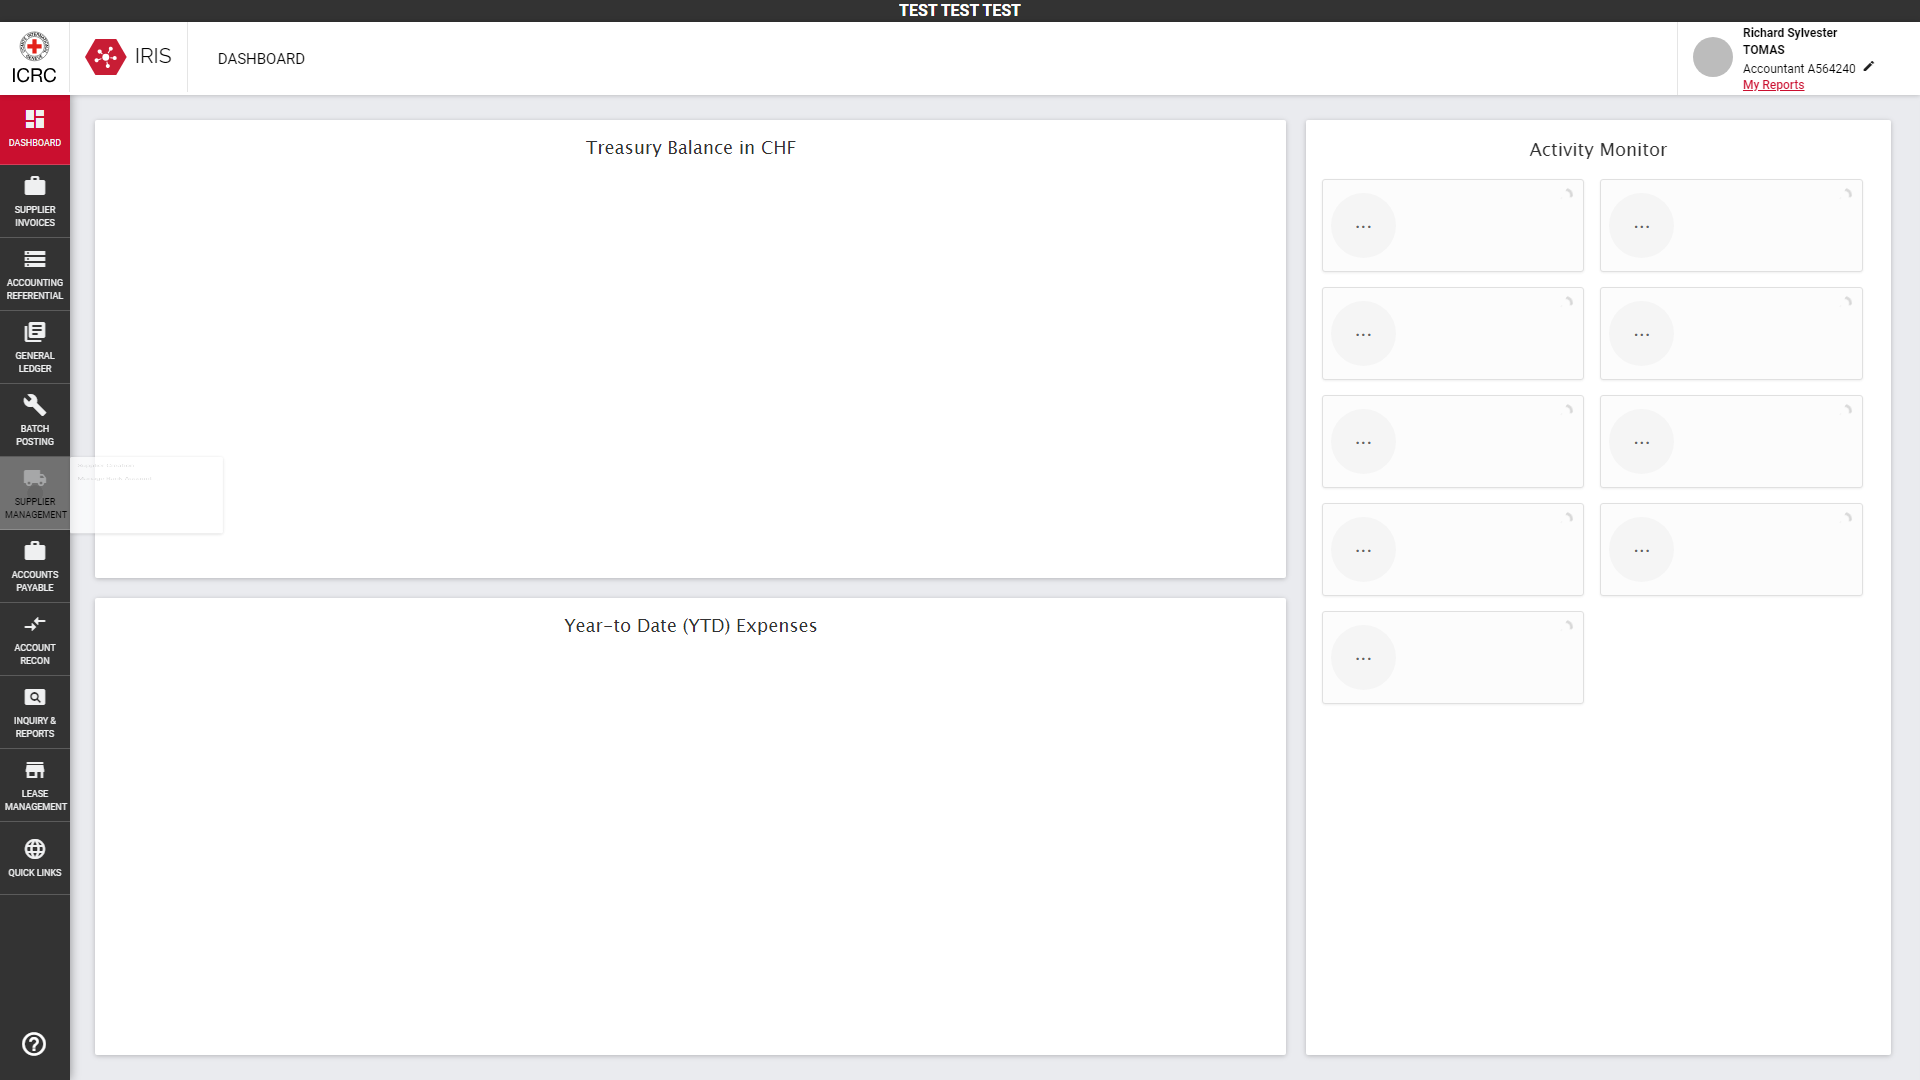 TEST TEST TEST
ICRC
IRIS
DASHBOARD
Richard Sylvester
TOMAS
Accountant A564240
My Reports
DASHBOARD
SUPPLIER
INVOICES
ACCOUNTING
REFERENTIAL
GENERAL
LEDGER
BATCH
POSTING
SUPPLIER
MANAGEMENT
ACCOUNTS
PAYABLE
ACCOUNT
RECON
INQUIRY &
REPORTS
LEASE
MANAGEMENT
QUICK LINKS
Treasury Balance in CHF
Year-to Date (YTD) Expenses
Activity Monitor
...
...
...
...
...
...
...
...
...